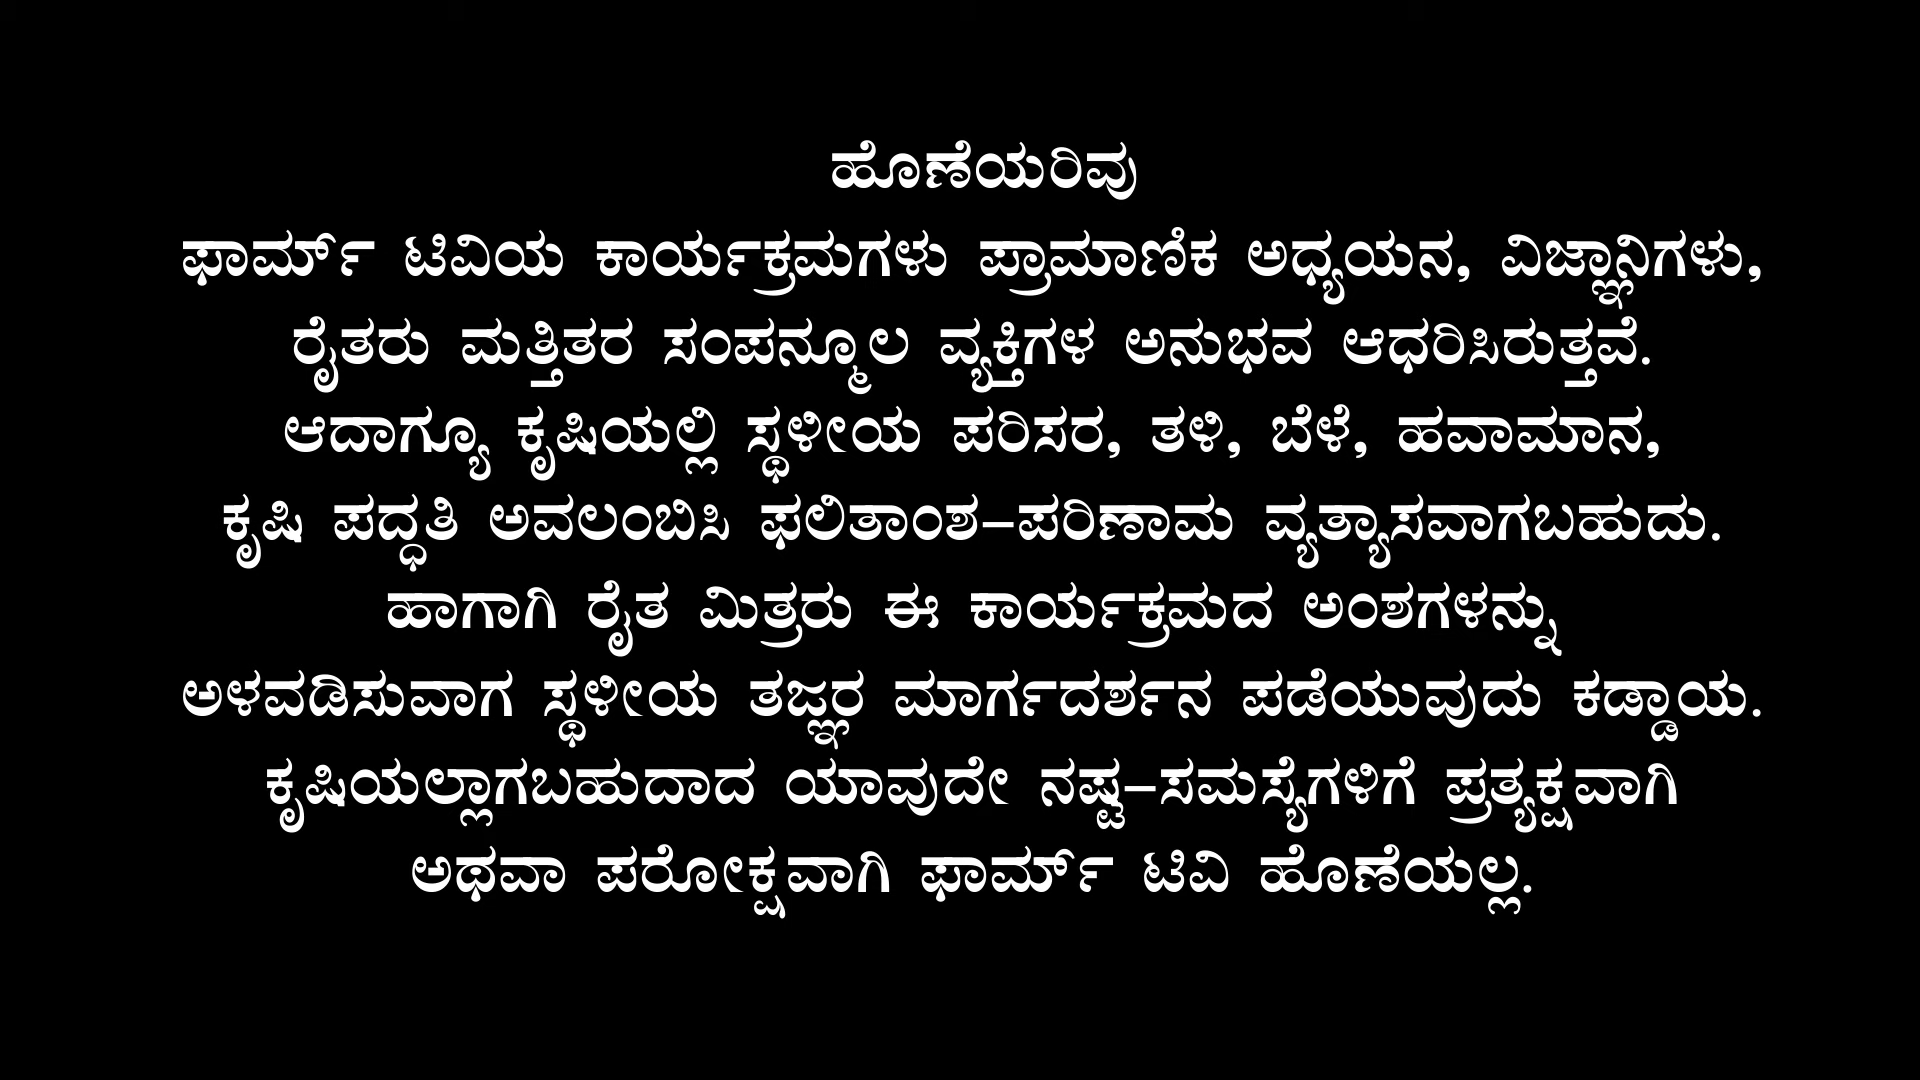 ಹೊಣೆಯರಿವು
ಫಾರ್ಮ್ ಟಿವಿಯ ಕಾರ್ಯಕ್ರಮಗಳು ಪ್ರಾಮಾಣಿಕ ಅಧ್ಯಯನ, ವಿಜ್ಞಾನಿಗಳು,
ರೈತರು ಮತ್ತಿತರ ಸಂಪನ್ಮೂಲ ವ್ಯಕ್ತಿಗಳ ಅನುಭವ ಆಧರಿಸಿರುತ್ತವೆ.
ಆದಾಗ್ಯೂ ಕೃಷಿಯಲ್ಲಿ ಸ್ಥಳೀಯ ಪರಿಸರ, ತಳಿ, ಬೆಳೆ, ಹವಾಮಾನ,
ಕೃಷಿ ಪದ್ಧತಿ ಅವಲಂಬಿಸಿ ಫಲಿತಾಂಶ-ಪರಿಣಾಮ ವ್ಯತ್ಯಾಸವಾಗಬಹುದು.
ಹಾಗಾಗಿ ರೈತ ಮಿತ್ರರು ಈ ಕಾರ್ಯಕ್ರಮದ ಅಂಶಗಳನ್ನು
ಅಳವಡಿಸುವಾಗ ಸ್ಥಳೀಯ ತಜ್ಞರ ಮಾರ್ಗದರ್ಶನ ಪಡೆಯುವುದು ಕಡ್ಡಾಯ.
ಕೃಷಿಯಲ್ಲಾಗಬಹುದಾದ ಯಾವುದೇ ನಷ್ಟ-ಸಮಸ್ಯೆಗಳಿಗೆ ಪ್ರತ್ಯಕ್ಷವಾಗಿ
ಅಥವಾ ಪರೋಕ್ಷವಾಗಿ ಫಾರ್ಮ್ ಟಿವಿ ಹೊಣೆಯಲ್ಲ.